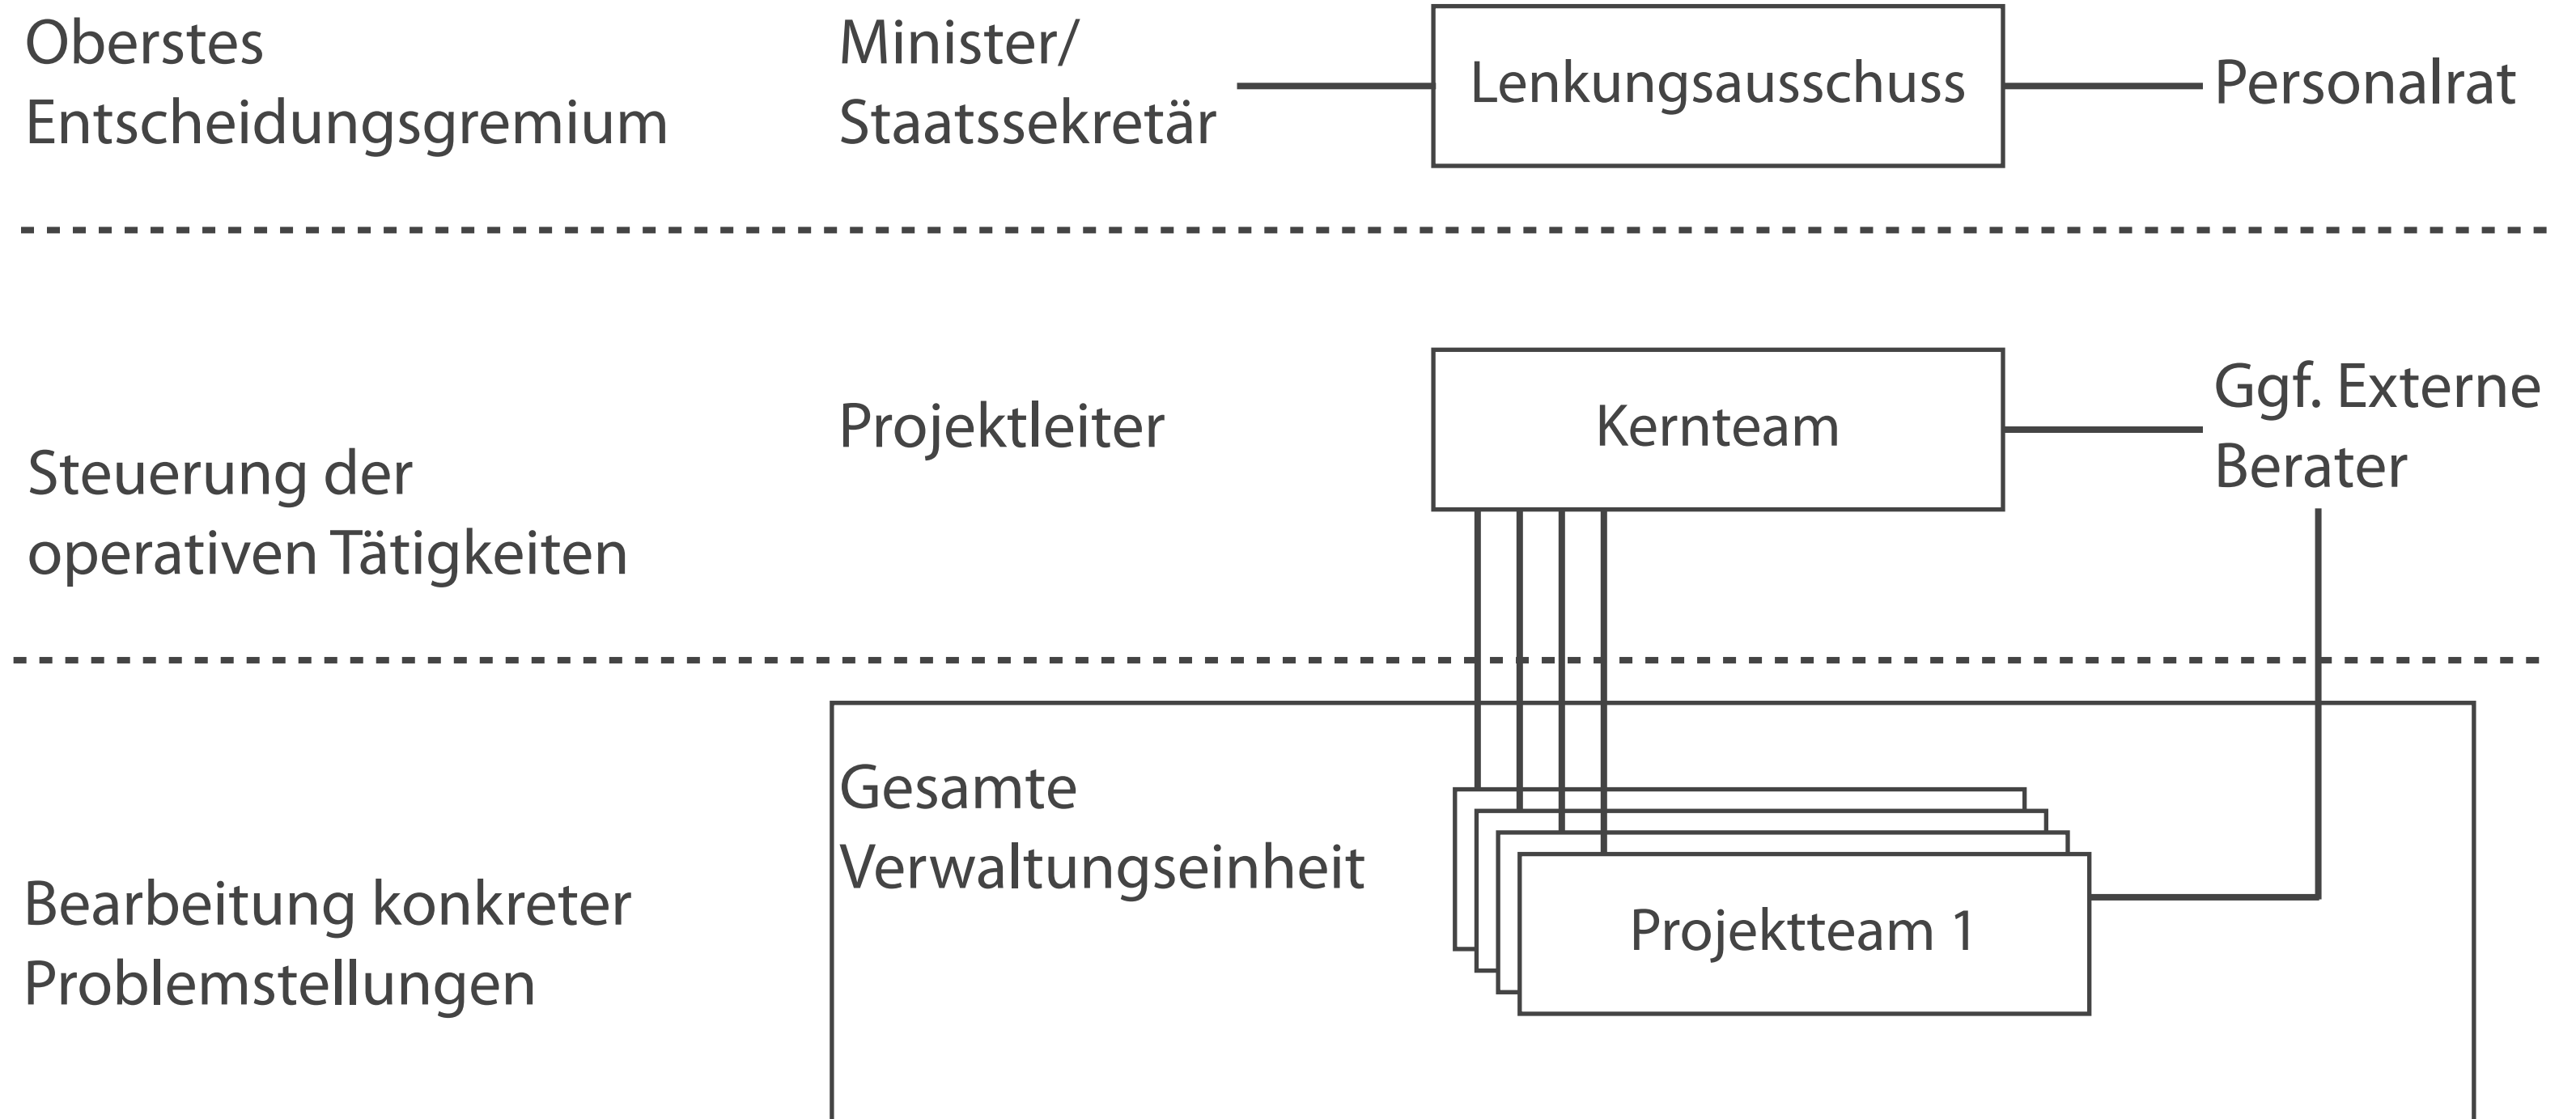 Oberstes
Entscheidungsgremium
Minister/
Staatssekretär
Lenkungsausschuss
Personalrat
Steuerung der
operativen Tätigkeiten
Projektleiter
Kernteam
Ggf. Externe
Berater
Bearbeitung konkreter
Problemstellungen
Gesamte
Verwaltungseinheit
Projektteam 1